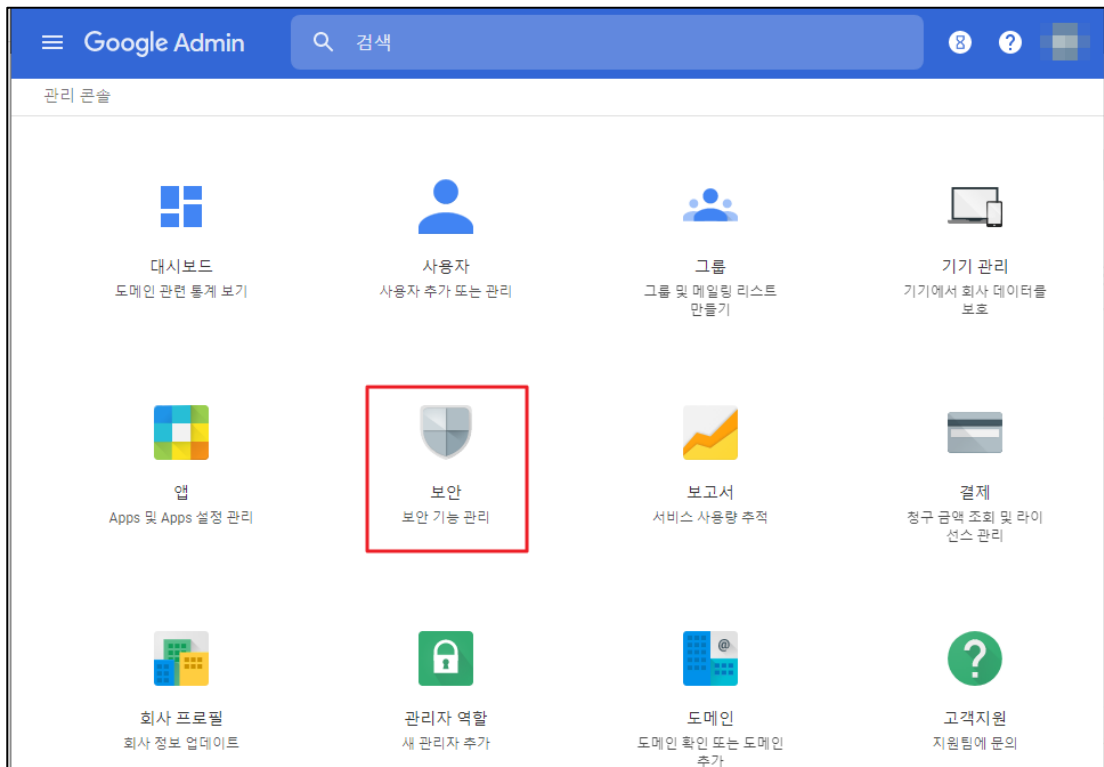 Google Admin
검색
관리 콘솔
대시보드
도메인 관련 통계 보기
사용자
사용자 추가 또는 관리
그룹
그룹 및 메일링 리스트
만들기
기기 관리
기기에서 회사 데이터를
보호
앱
Apps 및 Apps 설정 관리
보안
보안 기능 관리
보고서
서비스 사용량 추적
결제
청구 금액 조회 및 라이
선스 관리
회사 프로필
회사 정보 업데이트
관리자 역할
새 관리자 추가
도메인
도메인 확인 또는 도메인
추가
고객지원
지원팀에 문의